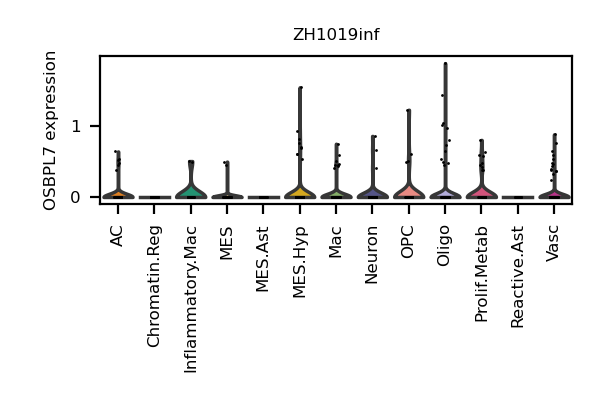 ZH1019inf
OSBPL7 expression
1
0
AC
Chromatin.Reg
Inflammatory.Mac
MES
MES.Ast
MES.Hyp
Mac
Neuron
OPC
Oligo
Prolif.Metab
Reactive.Ast
Vasc